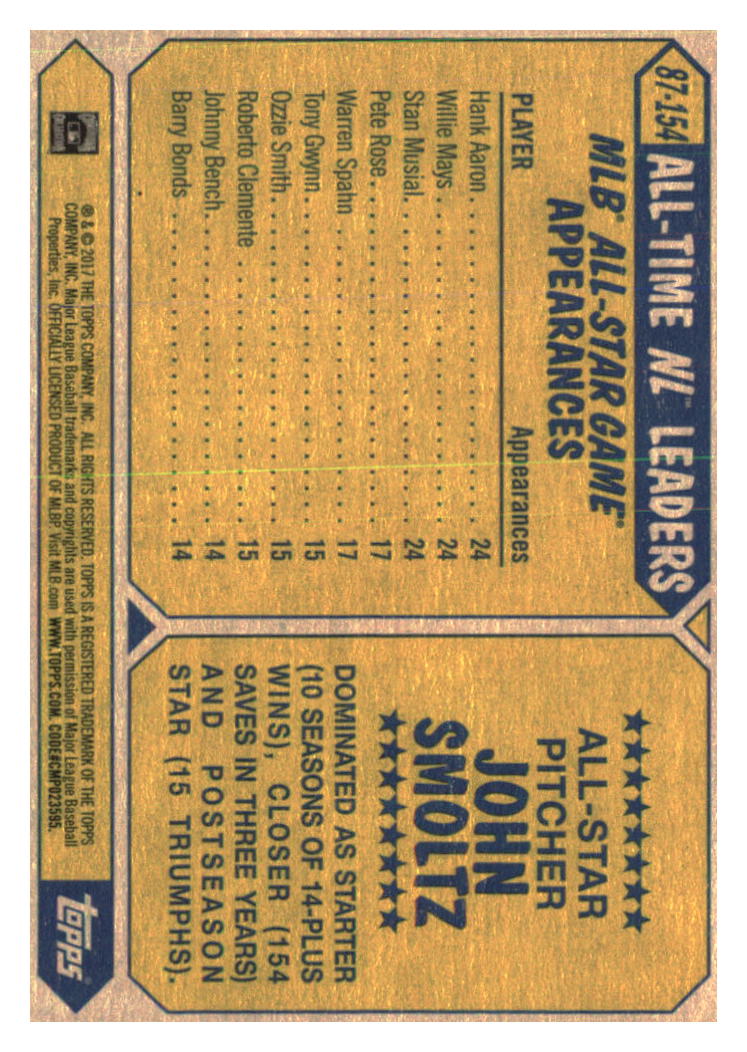 87•154
ALL-TIME NL™ LEADERS
MLB® ALL-STAR GAME®
APPEARANCES
PLAYER Appearances
Hank Aaron 24
Willie Mays 24
Stan Musial 24
Pete Rose 17
Warren Spahn 17
Tony Gwynn 15
Ozzie Smith 15
Roberto Clemente 15
Johnny Bench 14
Barry Bonds 14
ALL-STAR
PITCHER
JOHN
SMOLTZ
DOMINATED AS STARTER
(10 SEASONS OF 14-PLUS
WINS), CLOSER (154
SAVES IN THREE YEARS)
AND POSTSEASON
STAR (15 TRIUMPHS).
® & © 2017 THE TOPPS COMPANY, INC. ALL RIGHTS RESERVED. TOPPS IS A REGISTERED TRADEMARK OF THE TOPPS
COMPANY, INC. Major League Baseball trademarks and copyrights are used with permission of Major League Baseball
Properties, Inc. OFFICIALLY LICENSED PRODUCT OF MLBP. Visit MLB.com WWW.TOPPS.COM. CODE#CMP023595.
topps®